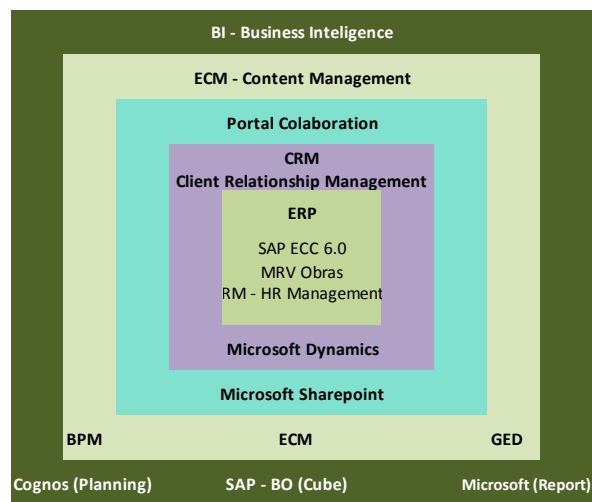 BI - Business Inteligence
ECM - Content Management
Portal Colaboration
CRM
Client Relationship Management
ERP
SAP ECC 6.0
MRV Obras
RM - HR Management
Microsoft Dynamics
Microsoft Sharepoint
BPM ECM GED
Cognos (Planning) SAP - BO (Cube) Microsoft (Report)